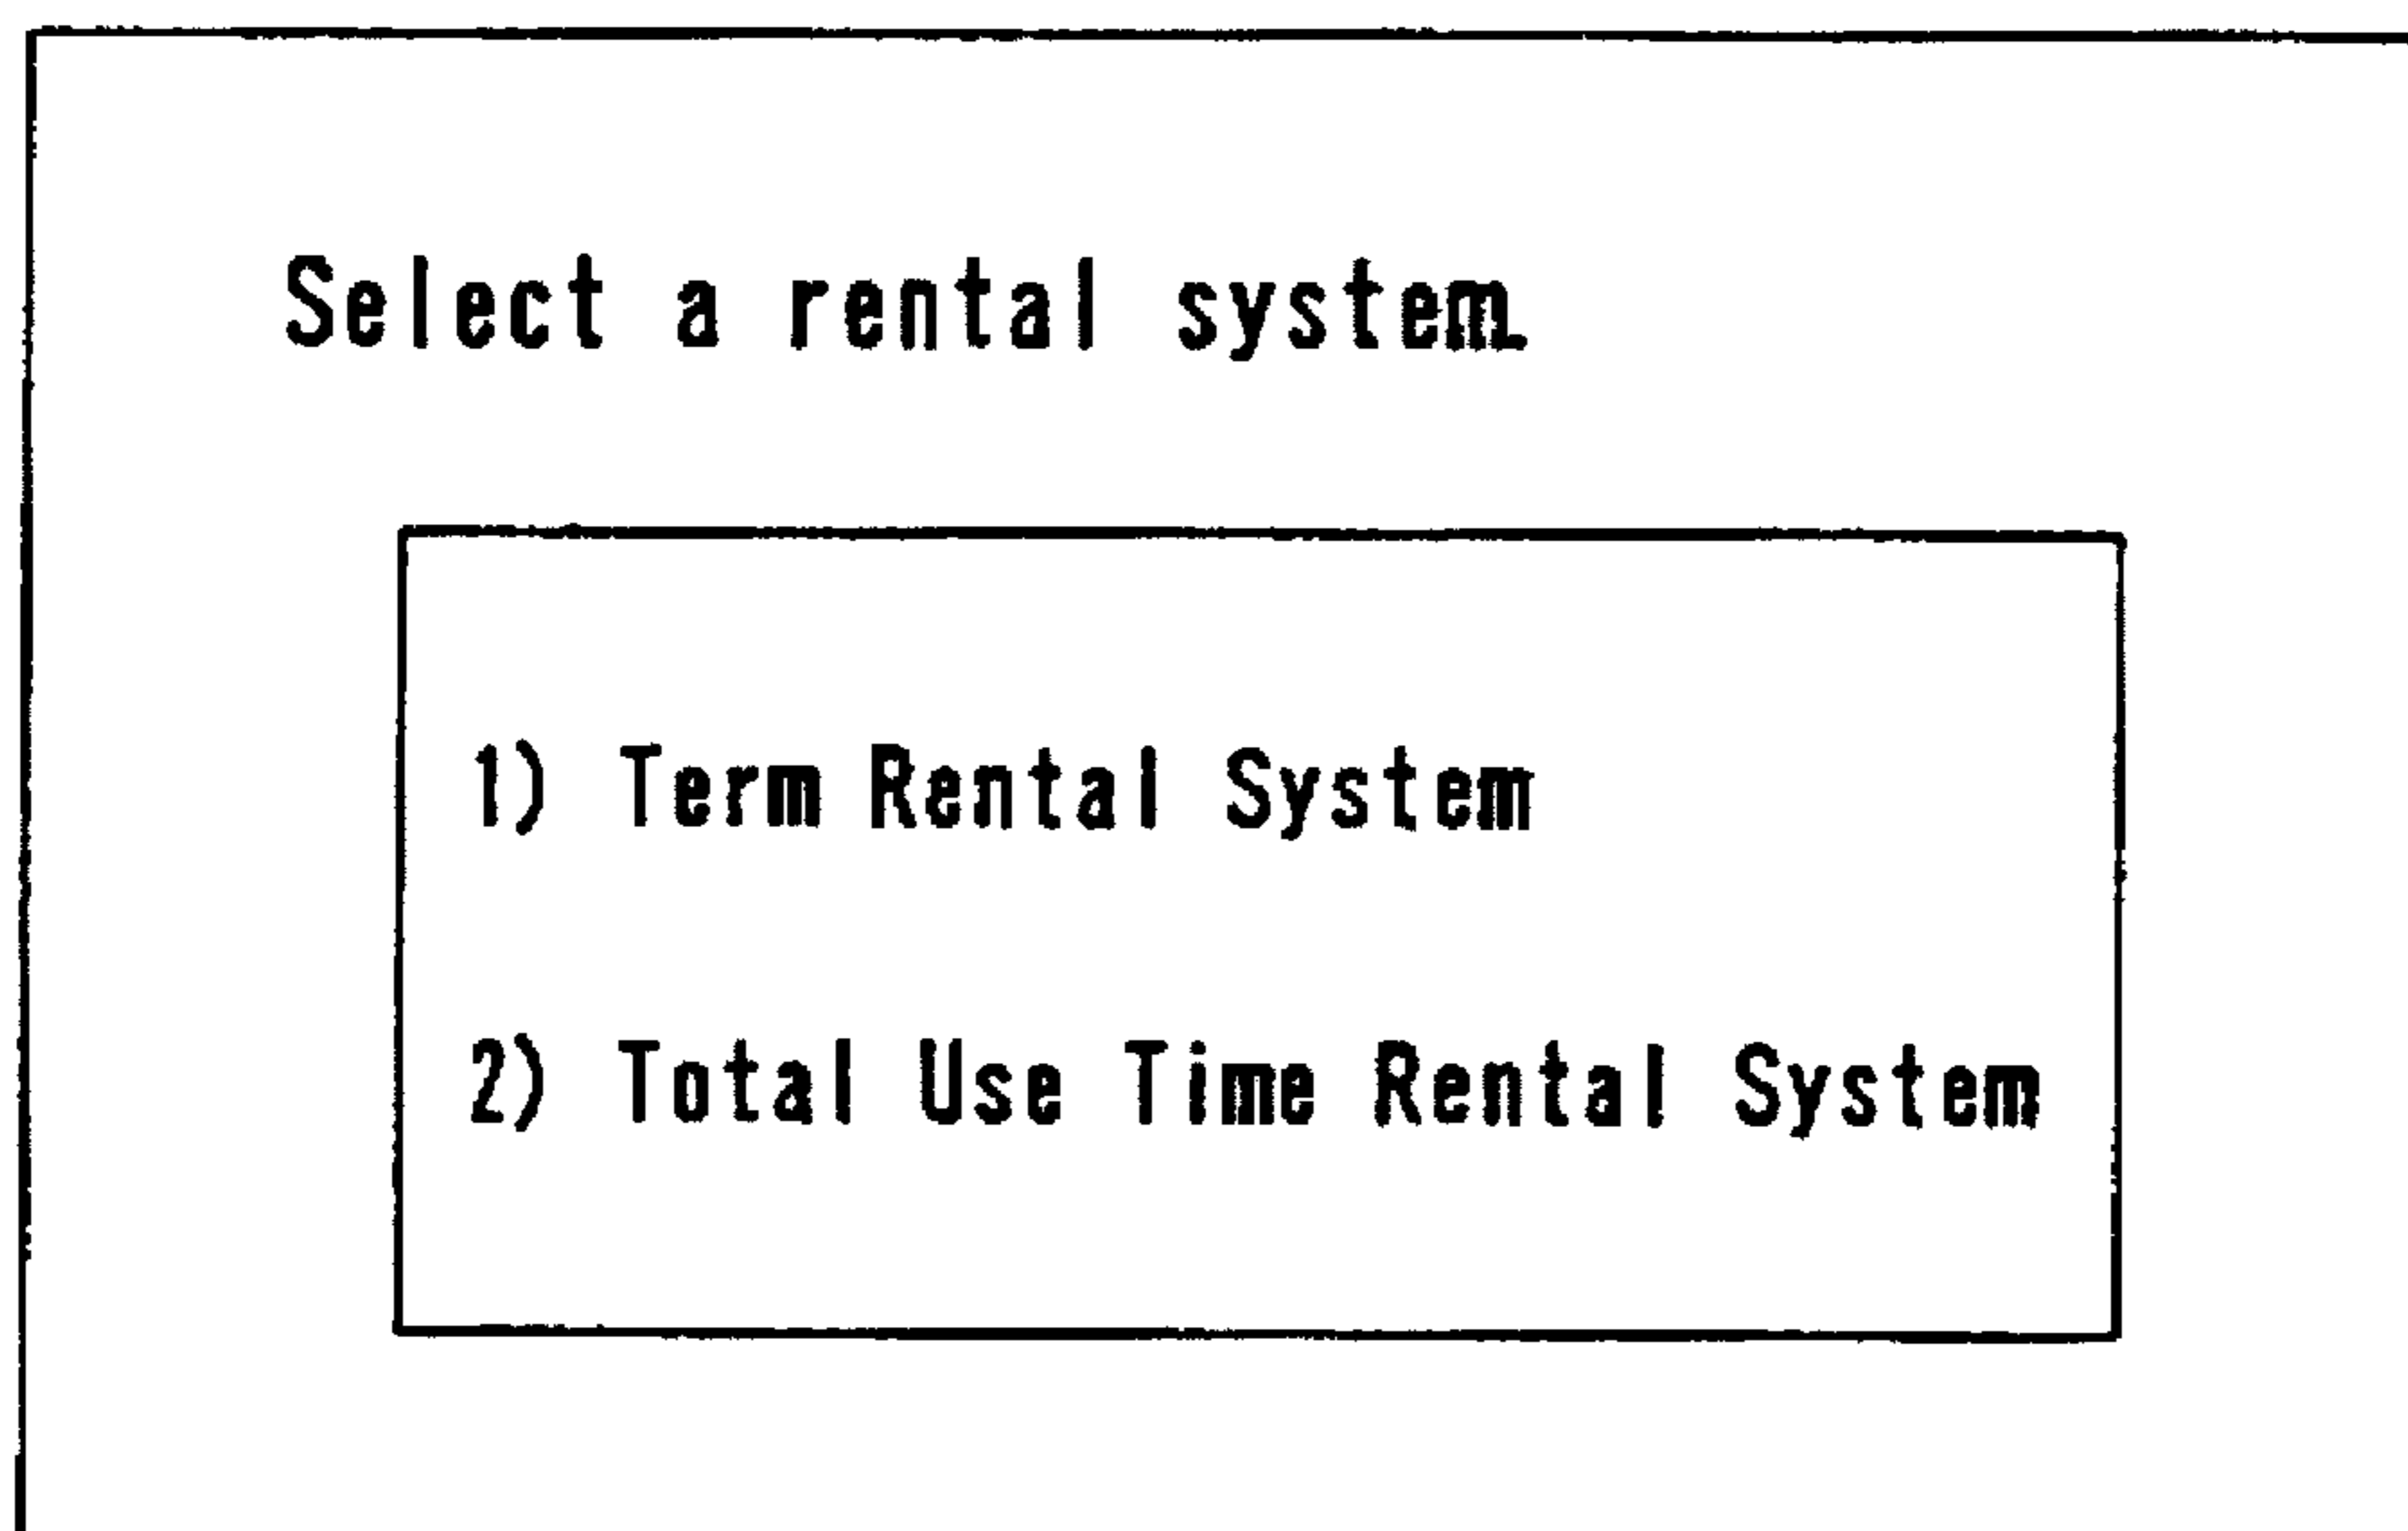 Select a rental system.
1) Term Rental System
2) Total Use Time Rental System